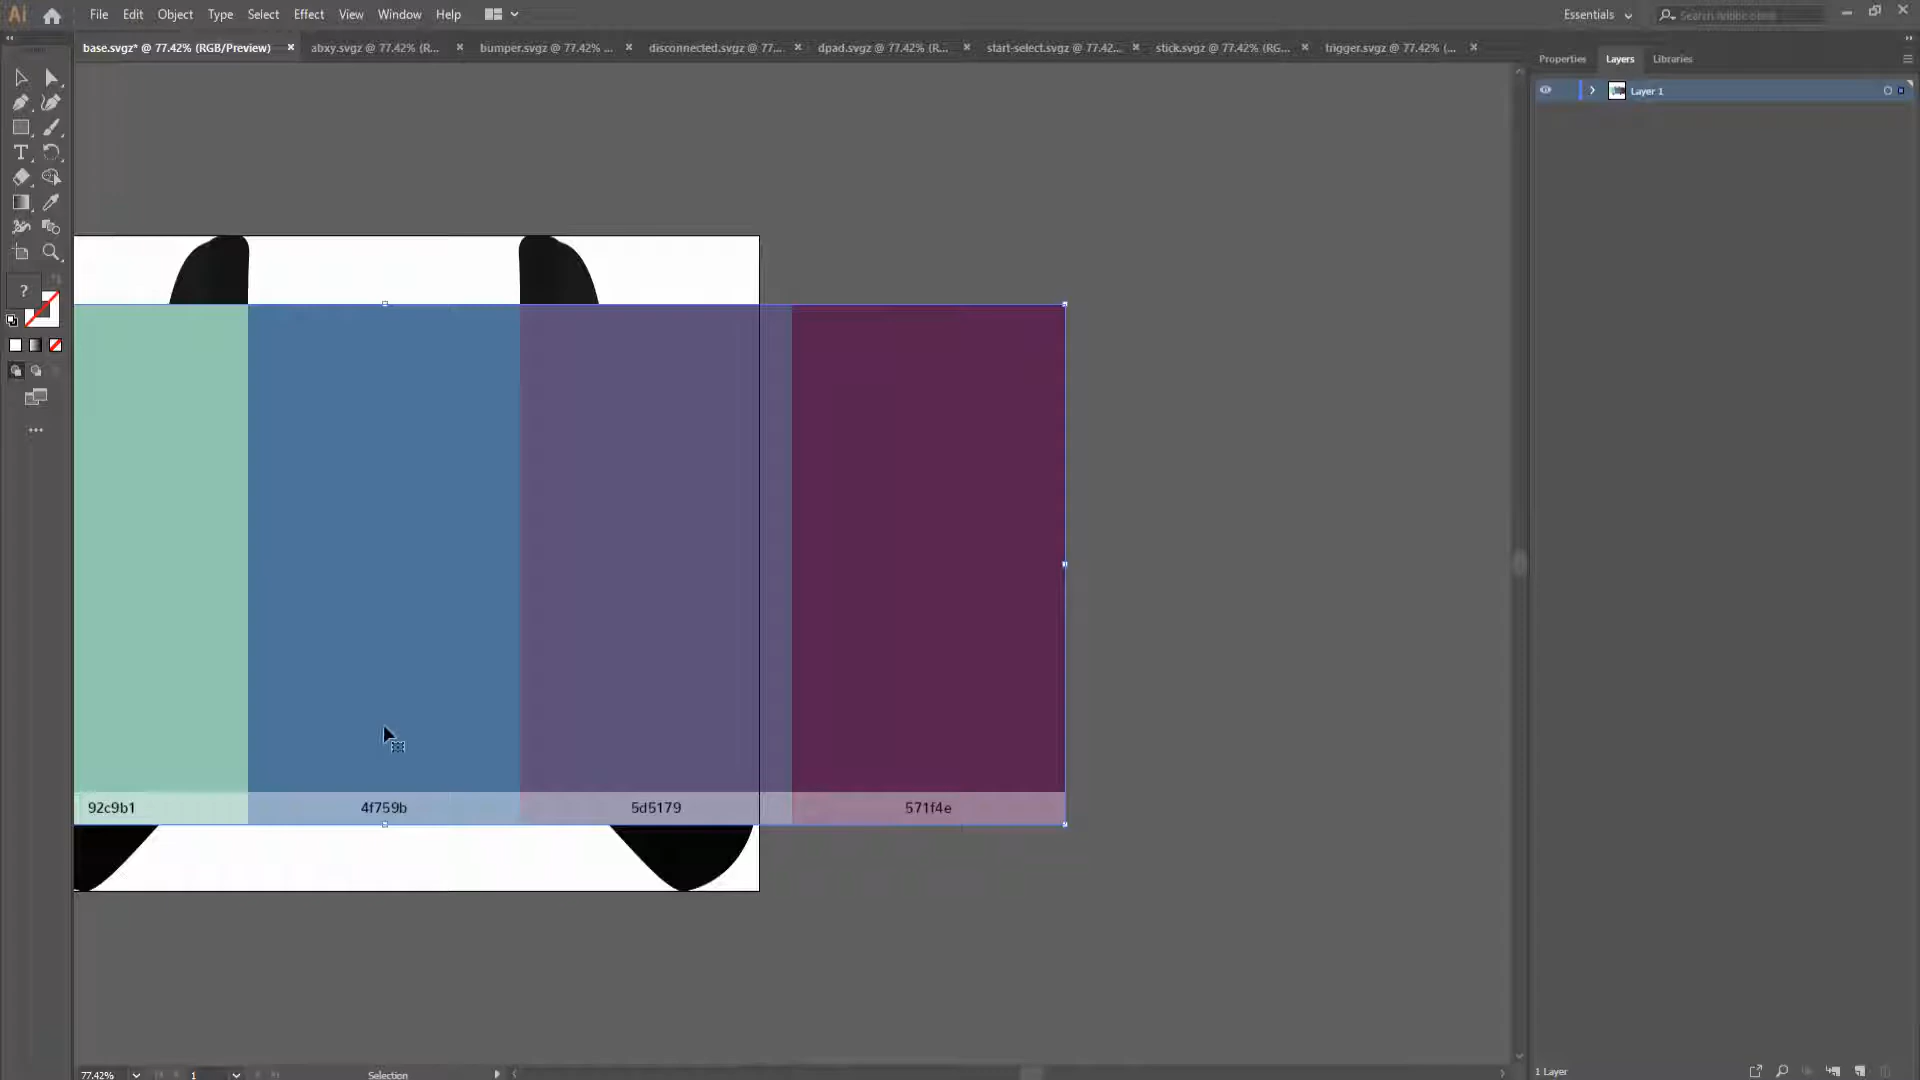 Ai File Edit Object Type Select Effect View Window Help Essentials Search Adobe Stock
base.svgz* @ 77.42% (RGB/Preview) × abxy.svgz @ 77.42% (R... × bumper.svgz @ 77.42% ... × disconnected.svgz @ 77.... × dpad.svgz @ 77.42% (R... × start-select.svgz @ 77.42... × stick.svgz @ 77.42% (RG... × trigger.svgz @ 77.42% (... ×
Properties Layers Libraries
Layer 1
T
?
92c9b1 4f759b 5d5179 571f4e
77.42% 1 Selection 1 Layer